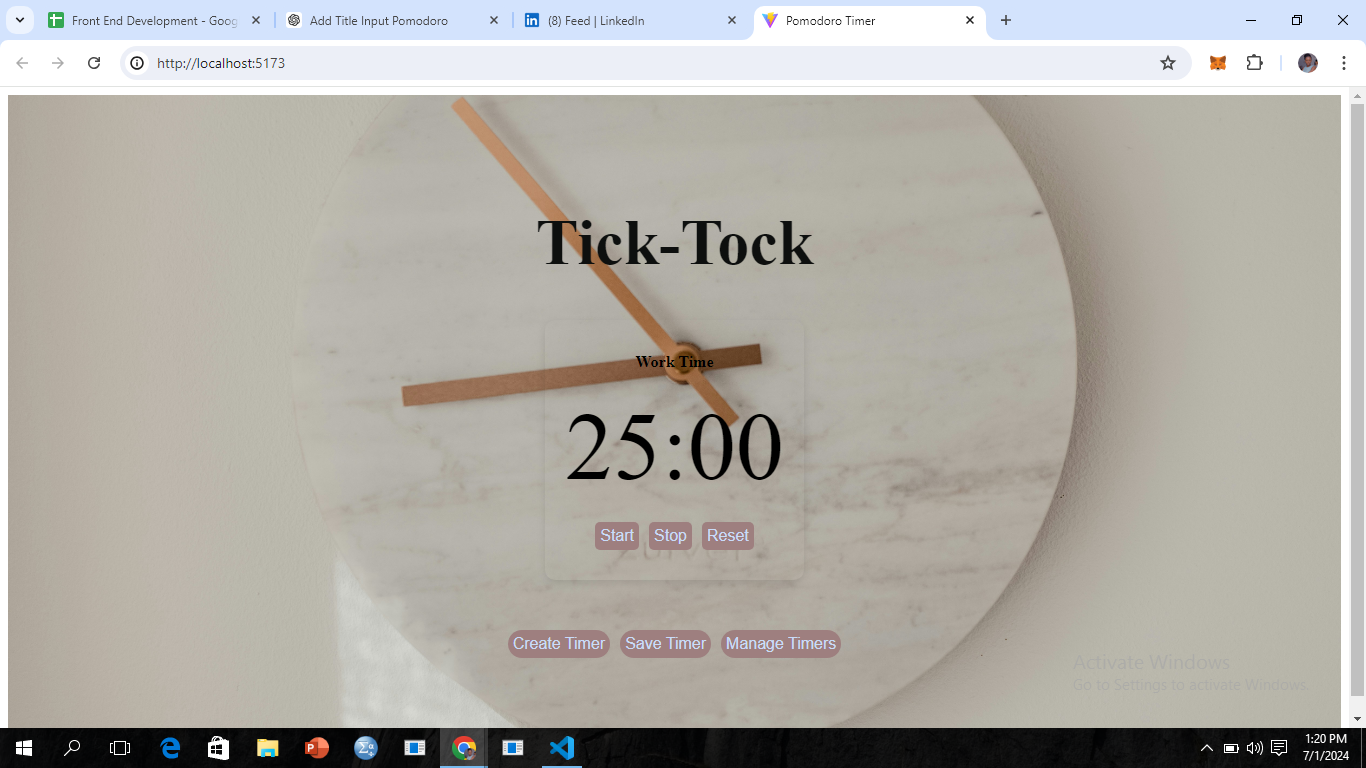 Front End Development - Goog
Add Title Input Pomodoro
(8) Feed | LinkedIn
Pomodoro Timer
http://localhost:5173
Tick-Tock
Work Time
25:00
Start Stop Reset
Create Timer Save Timer Manage Timers
Activate Windows
Go to Settings to activate Windows.
1:20 PM
7/1/2024